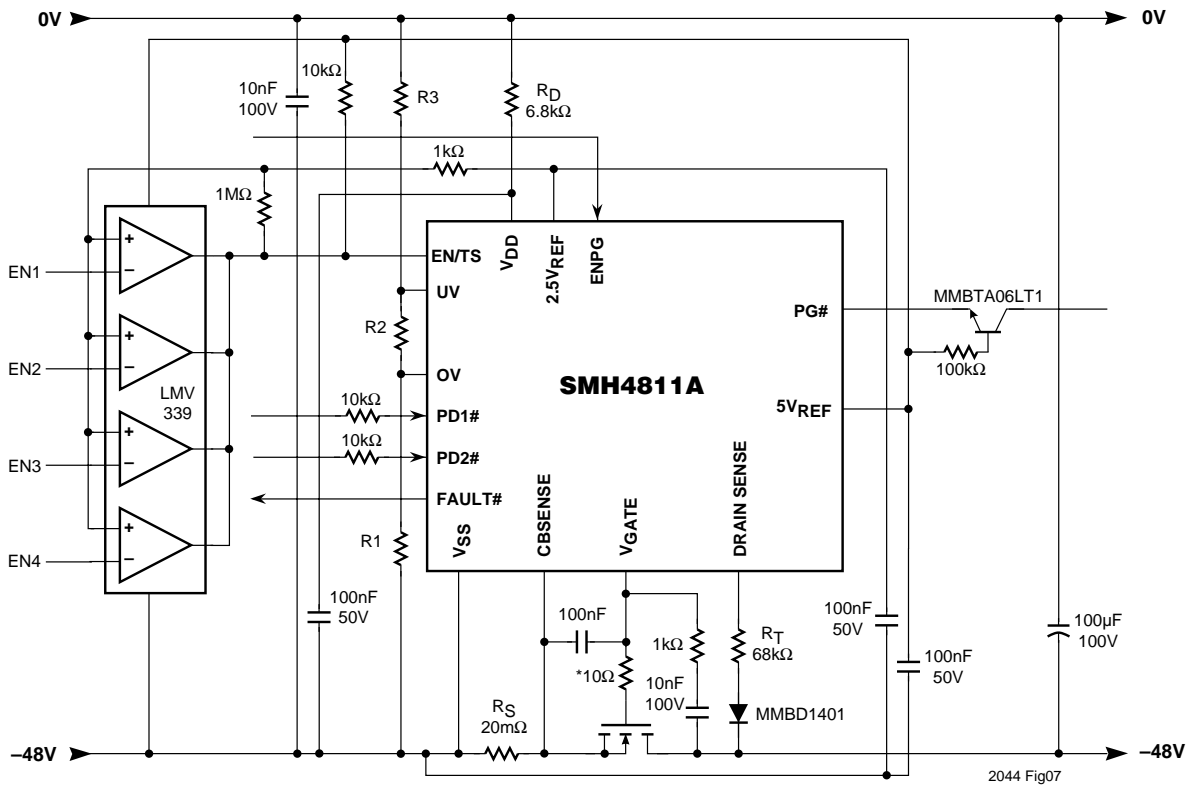 0V
0V
10kΩ
10nF
100V
R3
RD
6.8kΩ
1kΩ
1MΩ
EN1
EN2
EN3
EN4
+
–
+
–
+
–
+
–
LMV
339
EN/TS
VDD
2.5VREF
ENPG
UV
R2
OV
10kΩ
PD1#
10kΩ
PD2#
FAULT#
R1
SMH4811A
PG#
MMBTA06LT1
100kΩ
5VREF
VSS
CBSENSE
VGATE
DRAIN SENSE
100nF
50V
100nF
*10Ω
1kΩ
10nF
100V
RT
68kΩ
MMBD1401
100nF
50V
100nF
50V
100µF
100V
RS
20mΩ
–48V
–48V
2044 Fig07